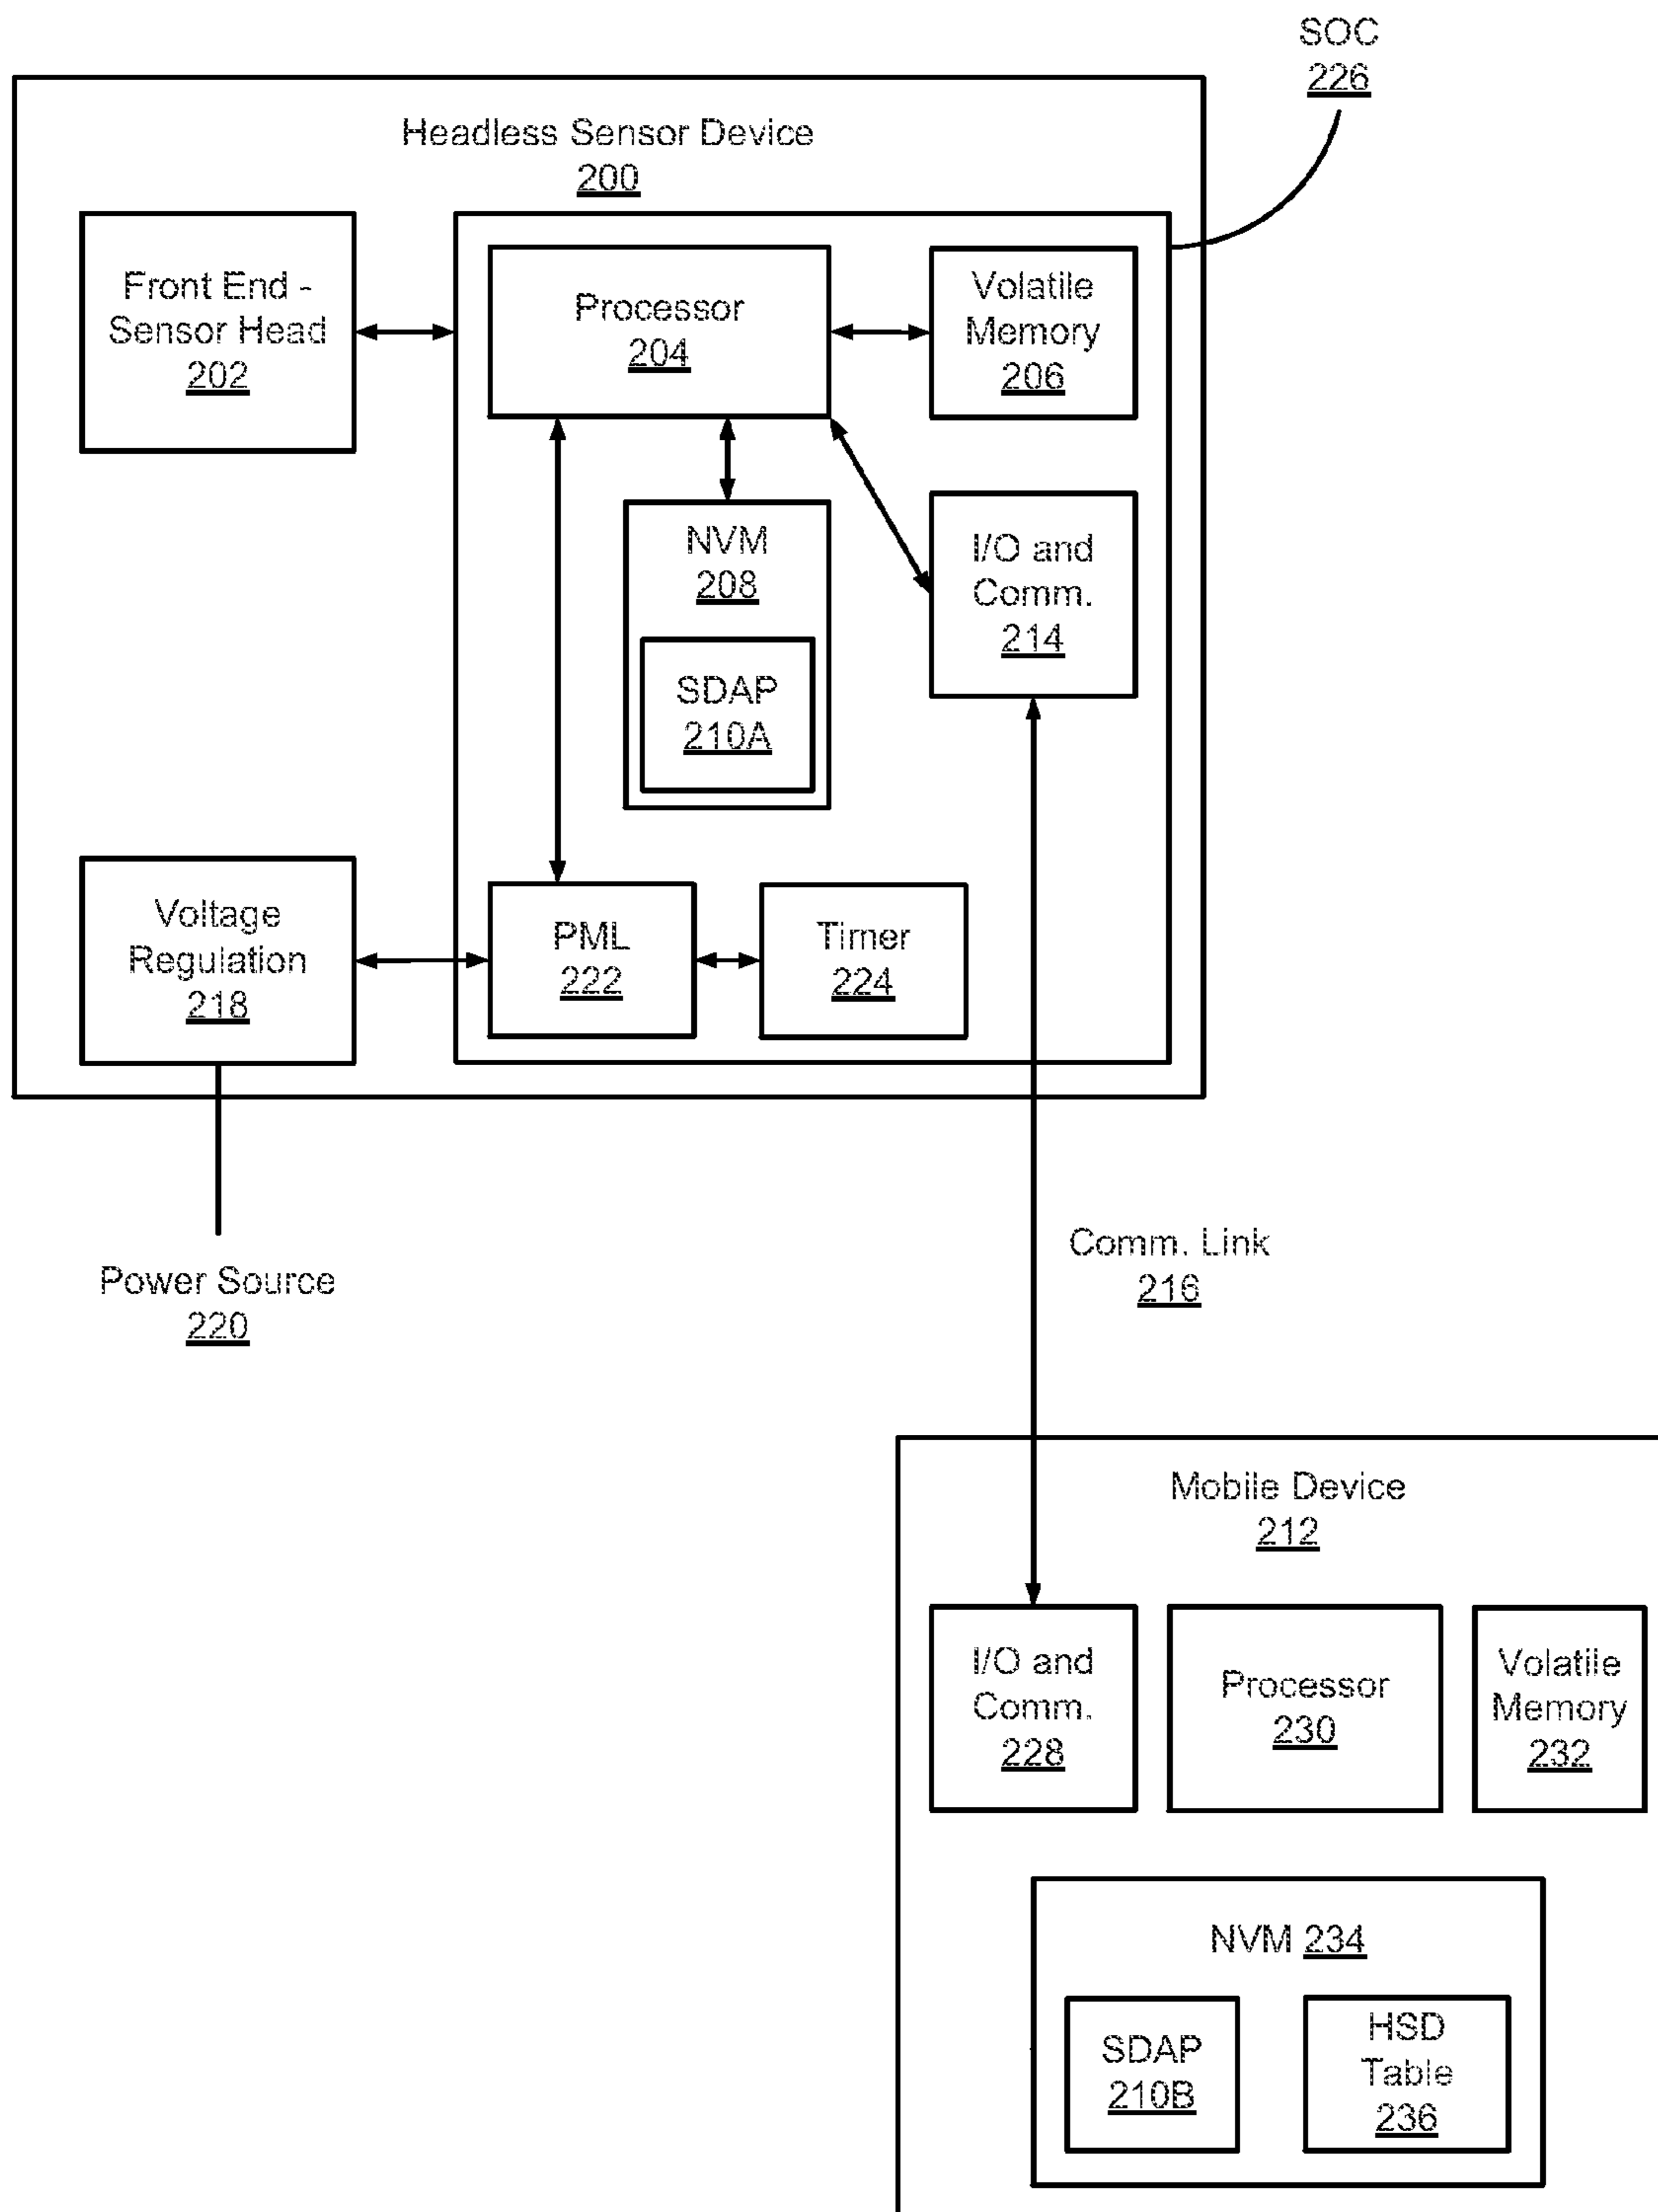 SOC
226
Headless Sensor Device
200
Front End -
Sensor Head
202
Processor
204
Volatile
Memory
206
NVM
208
SDAP
210A
I/O and
Comm.
214
Voltage
Regulation
218
PML
222
Timer
224
Power Source
220
Comm. Link
216
Mobile Device
212
I/O and
Comm.
228
Processor
230
Volatile
Memory
232
NVM 234
SDAP
210B
HSD
Table
236